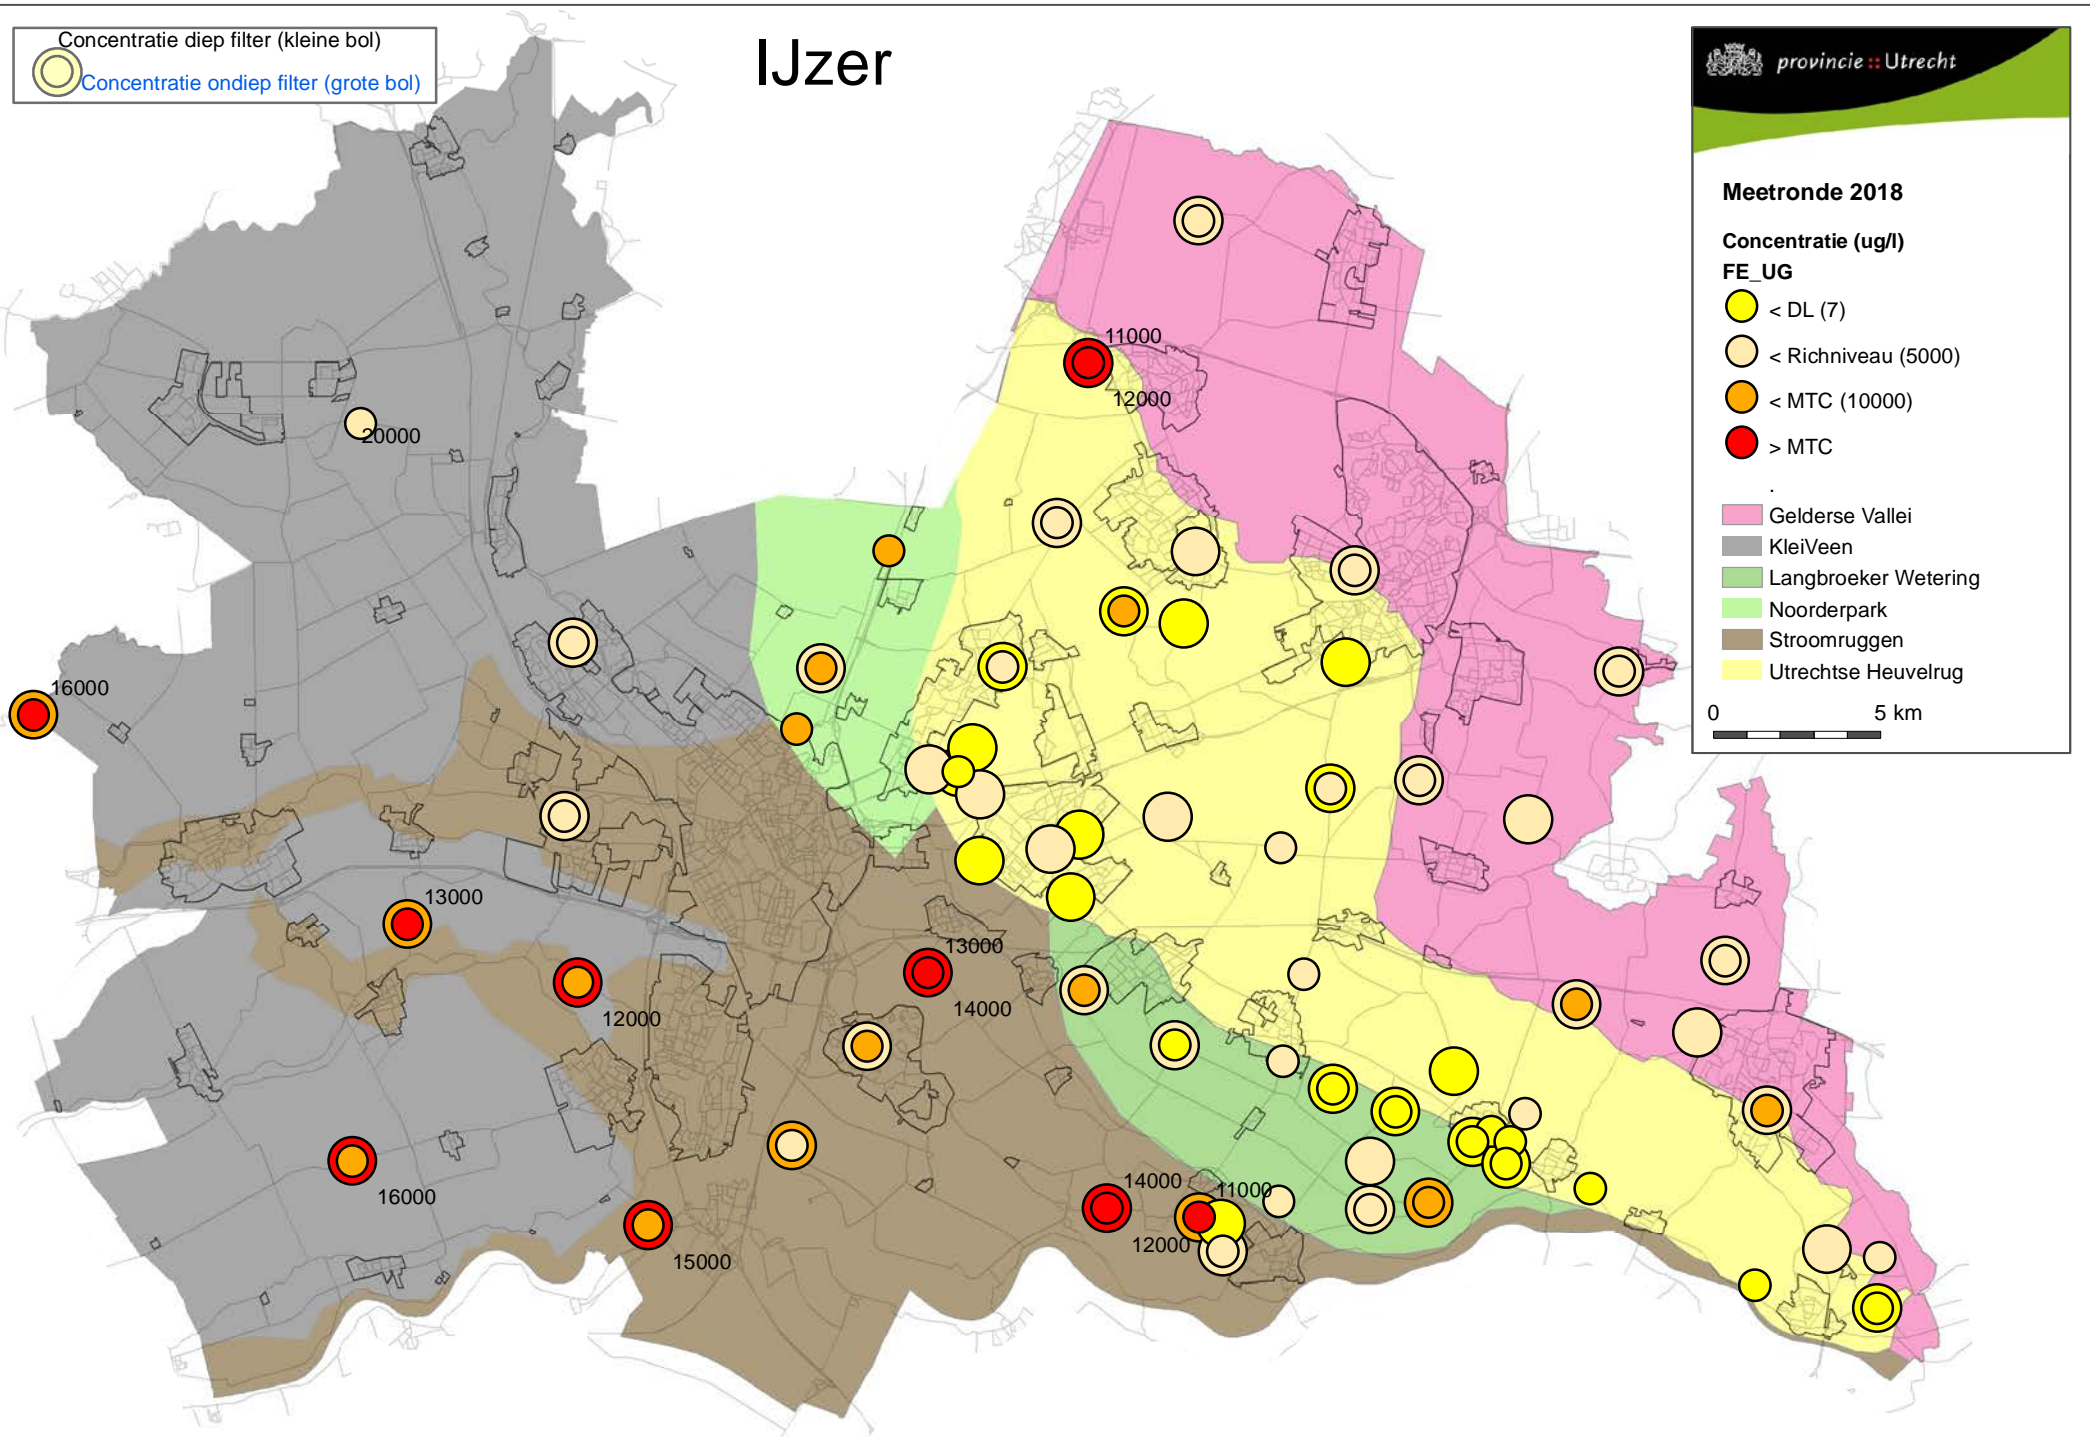 Concentratie diep filter (kleine bol)
Concentratie ondiep filter (grote bol)
IJzer
provincie :: Utrecht
Meetronde 2018
Concentratie (ug/l)
FE_UG
< DL (7)
< Richniveau (5000)
< MTC (10000)
> MTC
.
Gelderse Vallei
KleiVeen
Langbroeker Wetering
Noorderpark
Stroomruggen
Utrechtse Heuvelrug
0 5 km
11000
12000
20000
16000
13000
13000
14000
12000
16000
15000
14000
11000
12000